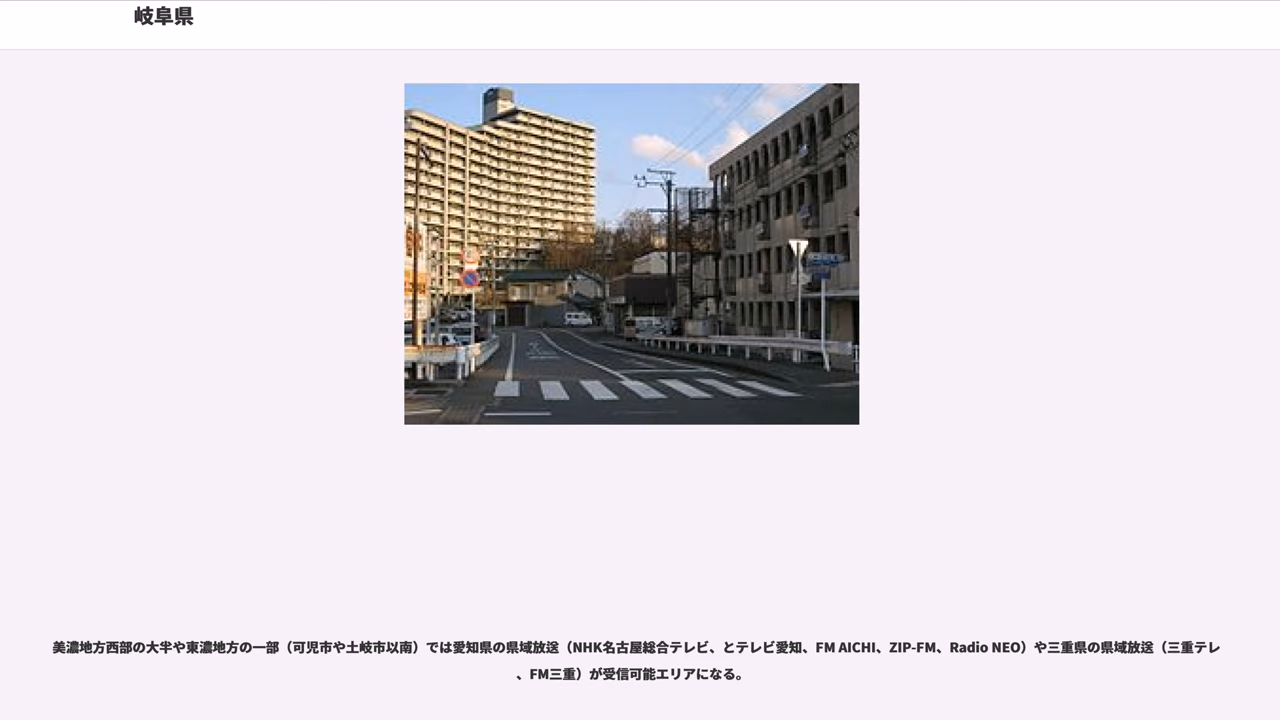 岐阜県
美濃地方西部の大半や東濃地方の一部（可児市や土岐市以南）では愛知県の県域放送（NHK名古屋総合テレビ、とテレビ愛知、FM AICHI、ZIP-FM、Radio NEO）や三重県の県域放送（三重テレ
、FM三重）が受信可能エリアになる。